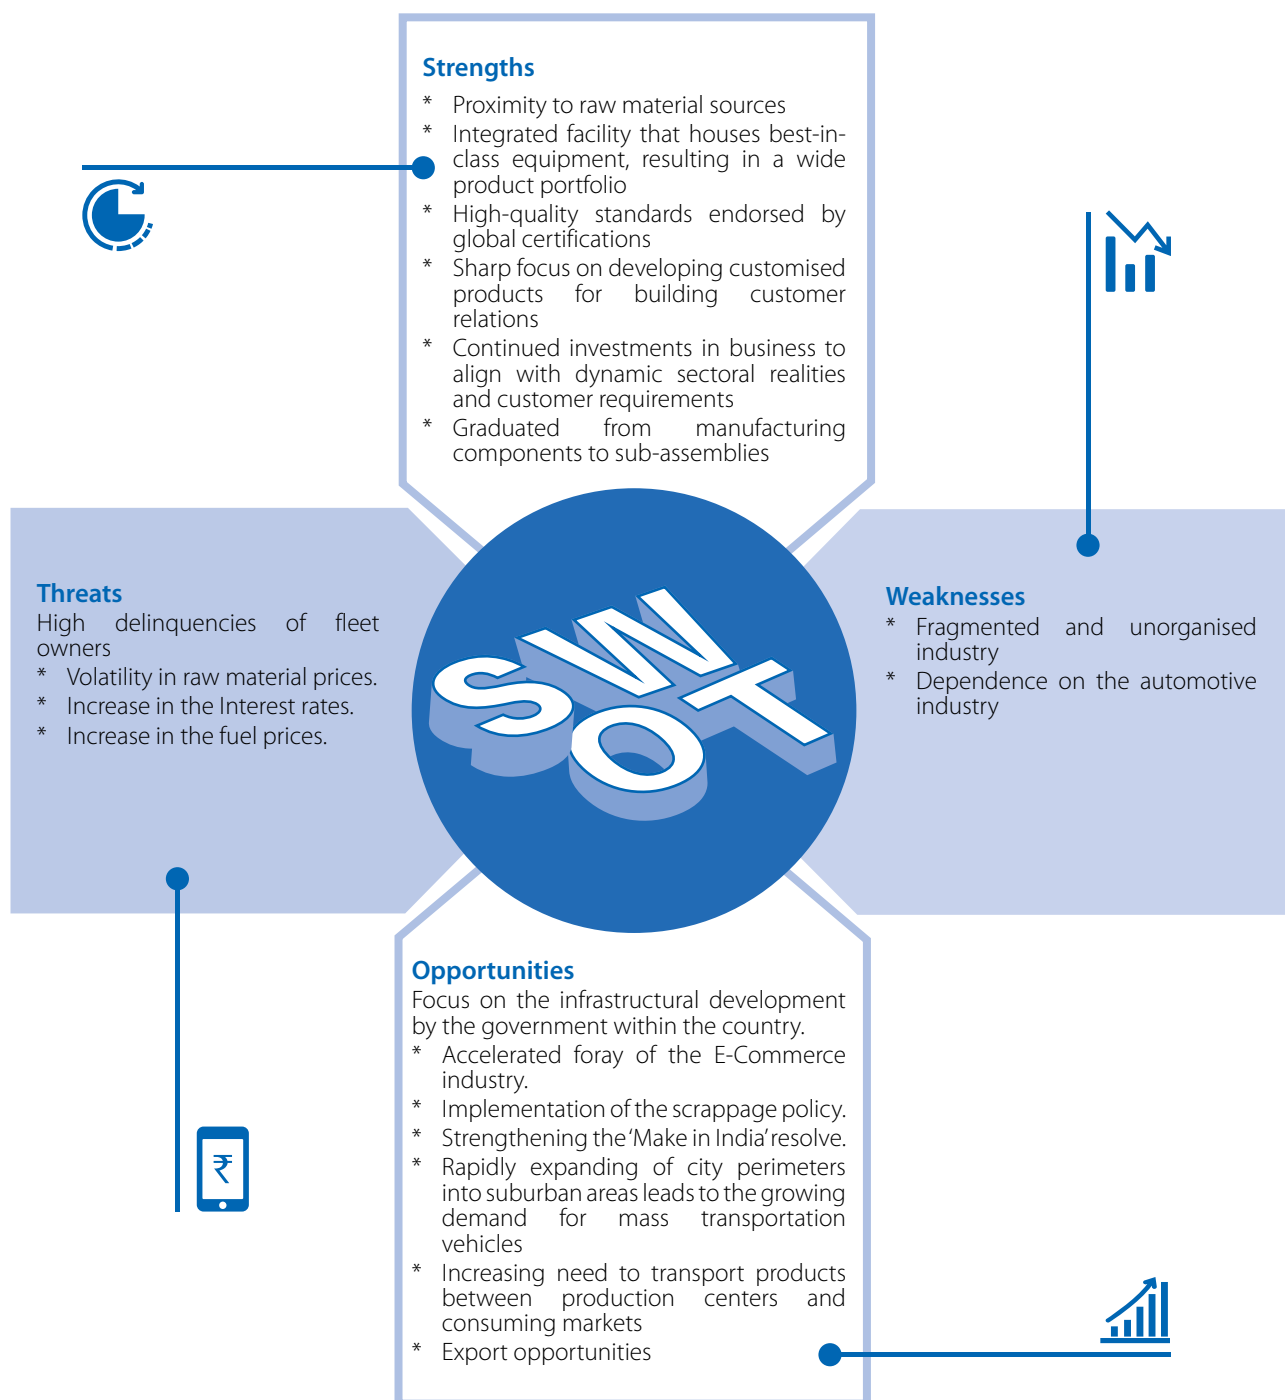 Strengths
* Proximity to raw material sources
* Integrated facility that houses best-in-
class equipment, resulting in a wide
product portfolio
* High-quality standards endorsed by
global certifications
* Sharp focus on developing customised
products for building customer
relations
* Continued investments in business to
align with dynamic sectoral realities
and customer requirements
* Graduated from manufacturing
components to sub-assemblies
Threats
High delinquencies of fleet
owners
* Volatility in raw material prices.
* Increase in the Interest rates.
* Increase in the fuel prices.
SWOT
Weaknesses
* Fragmented and unorganised
industry
* Dependence on the automotive
industry
Opportunities
Focus on the infrastructural development
by the government within the country.
* Accelerated foray of the E-Commerce
industry.
* Implementation of the scrappage policy.
* Strengthening the 'Make in India' resolve.
* Rapidly expanding of city perimeters
into suburban areas leads to the growing
demand for mass transportation
vehicles
* Increasing need to transport products
between production centers and
consuming markets
* Export opportunities
₹